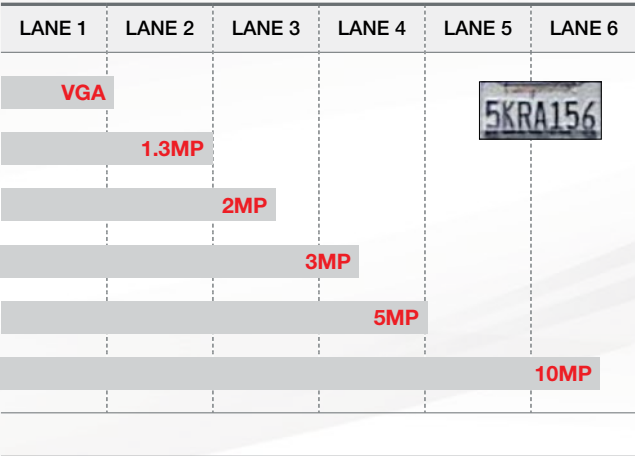 LANE 1 LANE 2 LANE 3 LANE 4 LANE 5 LANE 6
VGA
5KRA156
1.3MP
2MP
3MP
5MP
10MP